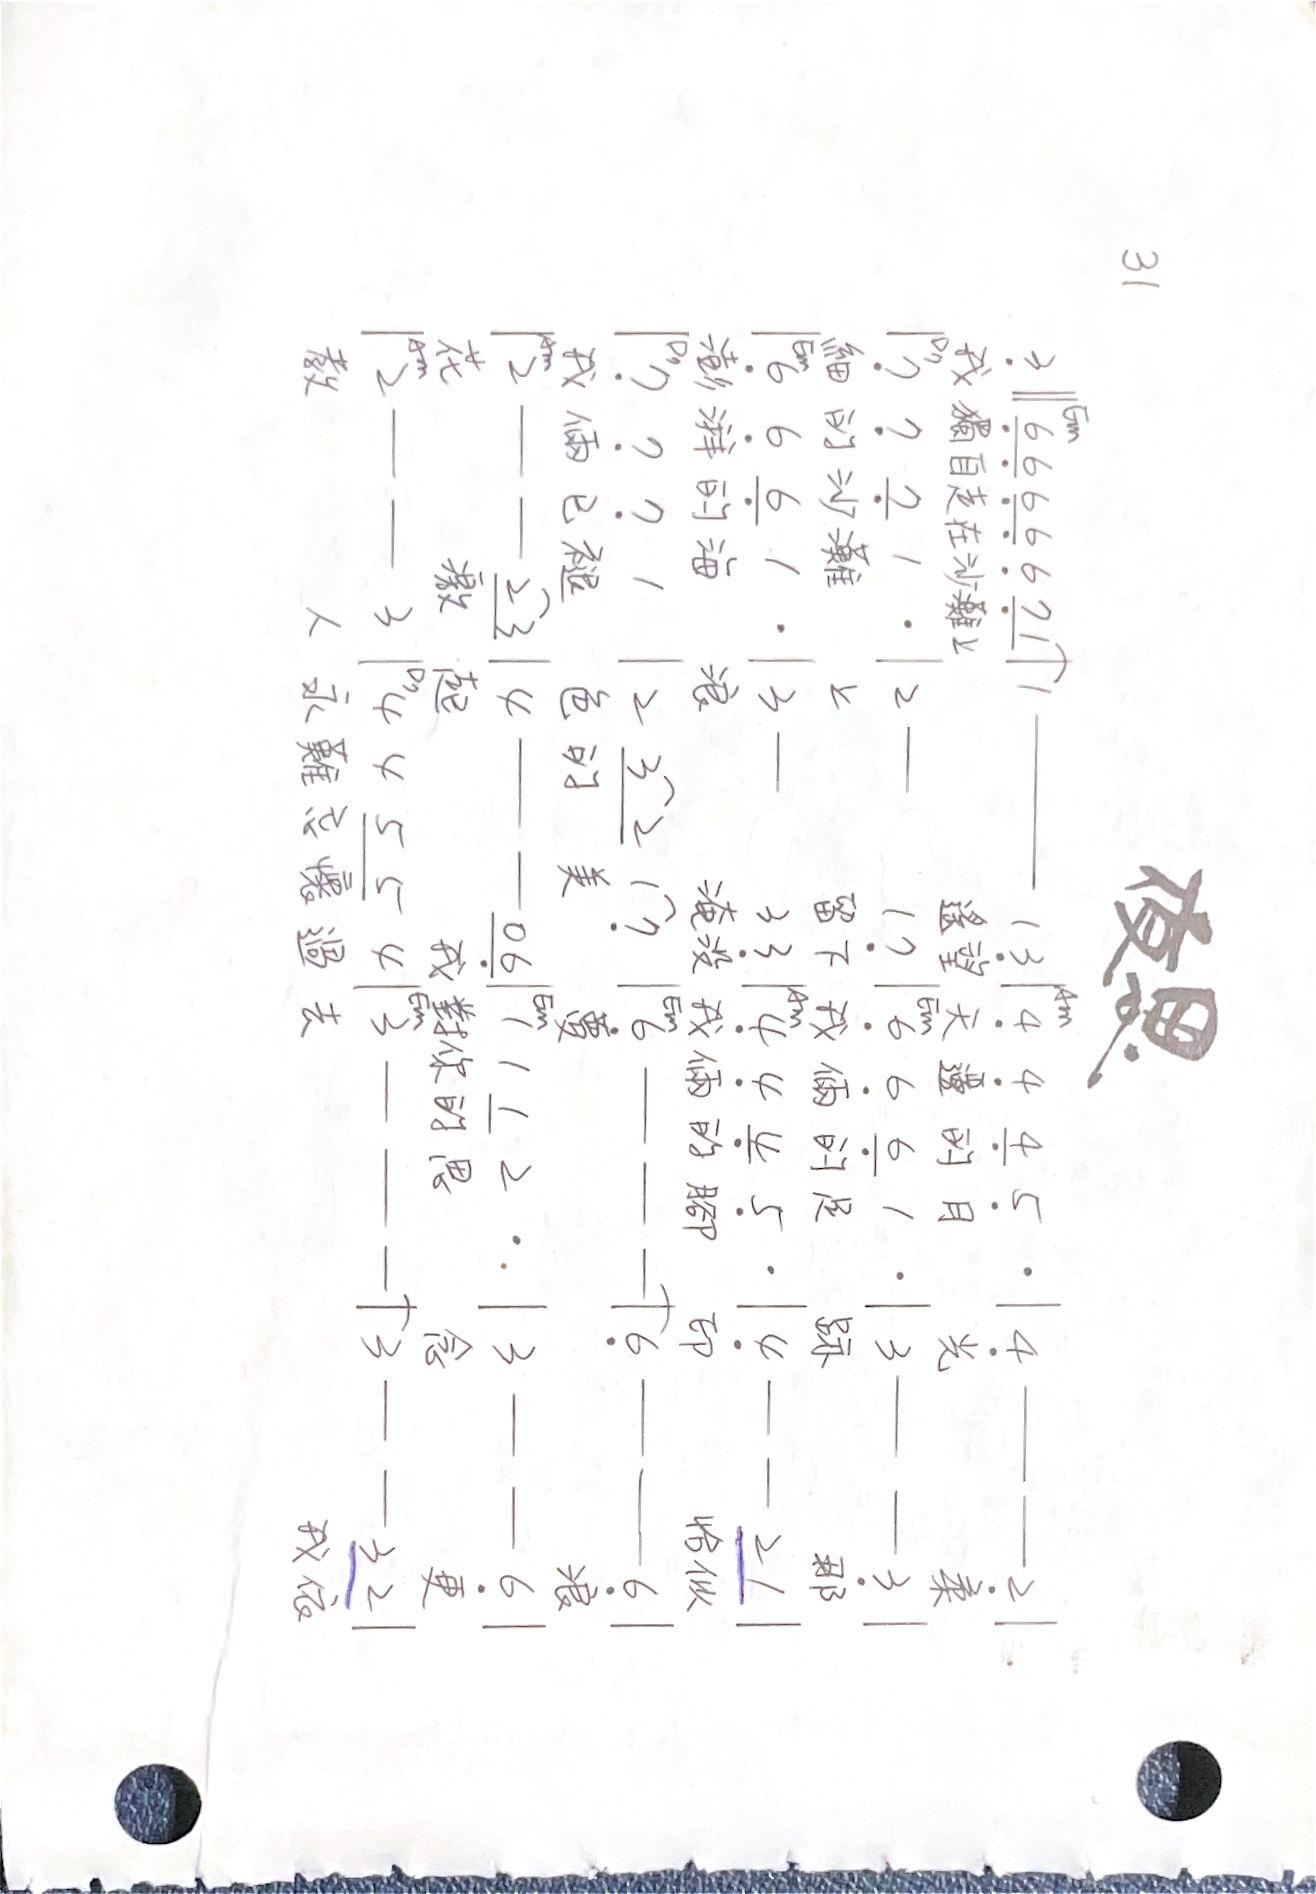 夜思
31
Em Am
3 || 6 6 6 6 6 7 1 | 1 —— 1 3 | 4 4 4 5 · | 4 — — 2 |
我 獨自走在沙灘上 遙望 天邊的月 光 柔
D7 Em
| 7 7 7 1 · | 2 — 1 7 | 6 6 6 1 · | 3 — — 3 |
細的沙灘 上 留下 我倆的足 跡 那
Em Am
| 6 6 6 1 · | 3 — 3 3 | 4 4 4 5 · | 4 — — 2 1 |
澎湃的海 浪 淹沒 我倆的腳 印 恰似
D7 Em
| 7 7 7 1 | 2 3 2 1 7 | 6 — — — | 6 — — 6 |
我倆已褪 色的 美 夢 浪
Am Em
| 2 — — 2 3 | 4 — — 0 6 | 1 1 1 2 · | 3 — — 6 |
花 激 起 我 對你的思 念 更
Am D7 Em
| 2 — — 3 | 4 4 5 5 4 | 3 — — — | 3 — — 3 2 |
教 人 永難忘懷過 去 我依